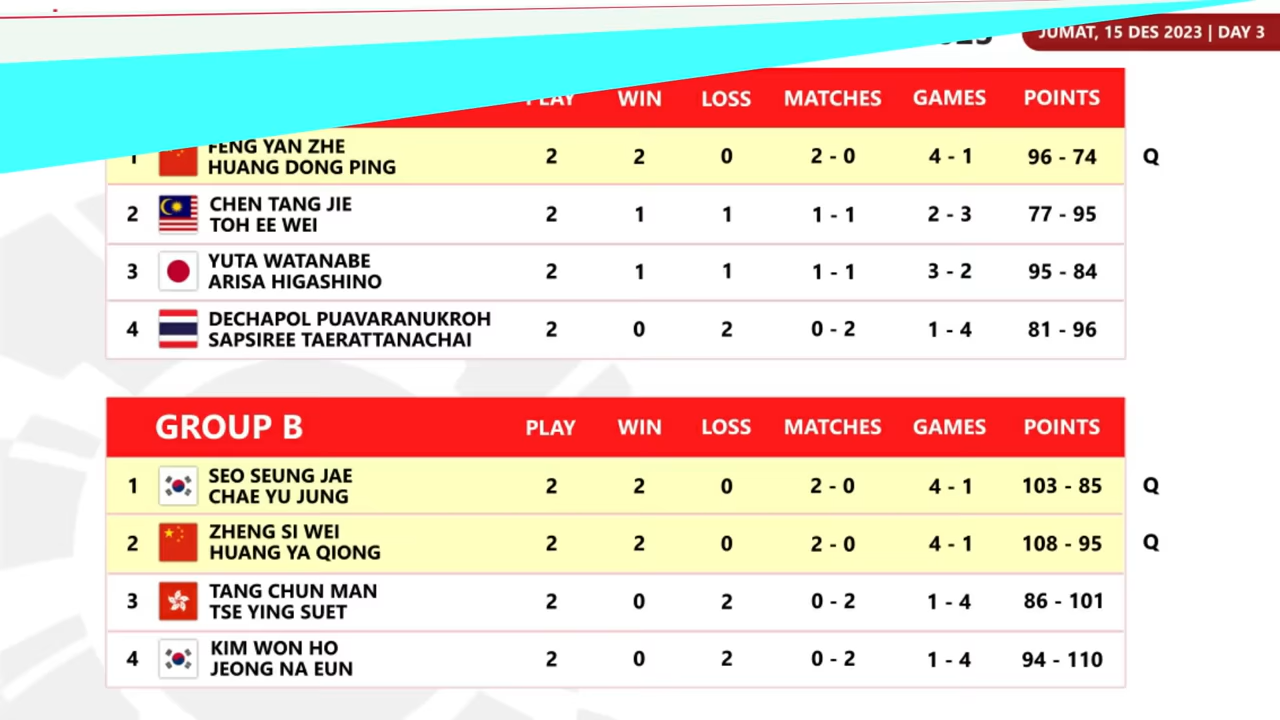 JUMAT, 15 DES 2023 | DAY 3
PLAY WIN LOSS MATCHES GAMES POINTS
1 FENG YAN ZHE
HUANG DONG PING 2 2 0 2 - 0 4 - 1 96 - 74 Q
2 CHEN TANG JIE
TOH EE WEI 2 1 1 1 - 1 2 - 3 77 - 95
3 YUTA WATANABE
ARISA HIGASHINO 2 1 1 1 - 1 3 - 2 95 - 84
4 DECHAPOL PUAVARANUKROH
SAPSIREE TAERATTANACHAI 2 0 2 0 - 2 1 - 4 81 - 96
GROUP B PLAY WIN LOSS MATCHES GAMES POINTS
1 SEO SEUNG JAE
CHAE YU JUNG 2 2 0 2 - 0 4 - 1 103 - 85 Q
2 ZHENG SI WEI
HUANG YA QIONG 2 2 0 2 - 0 4 - 1 108 - 95 Q
3 TANG CHUN MAN
TSE YING SUET 2 0 2 0 - 2 1 - 4 86 - 101
4 KIM WON HO
JEONG NA EUN 2 0 2 0 - 2 1 - 4 94 - 110